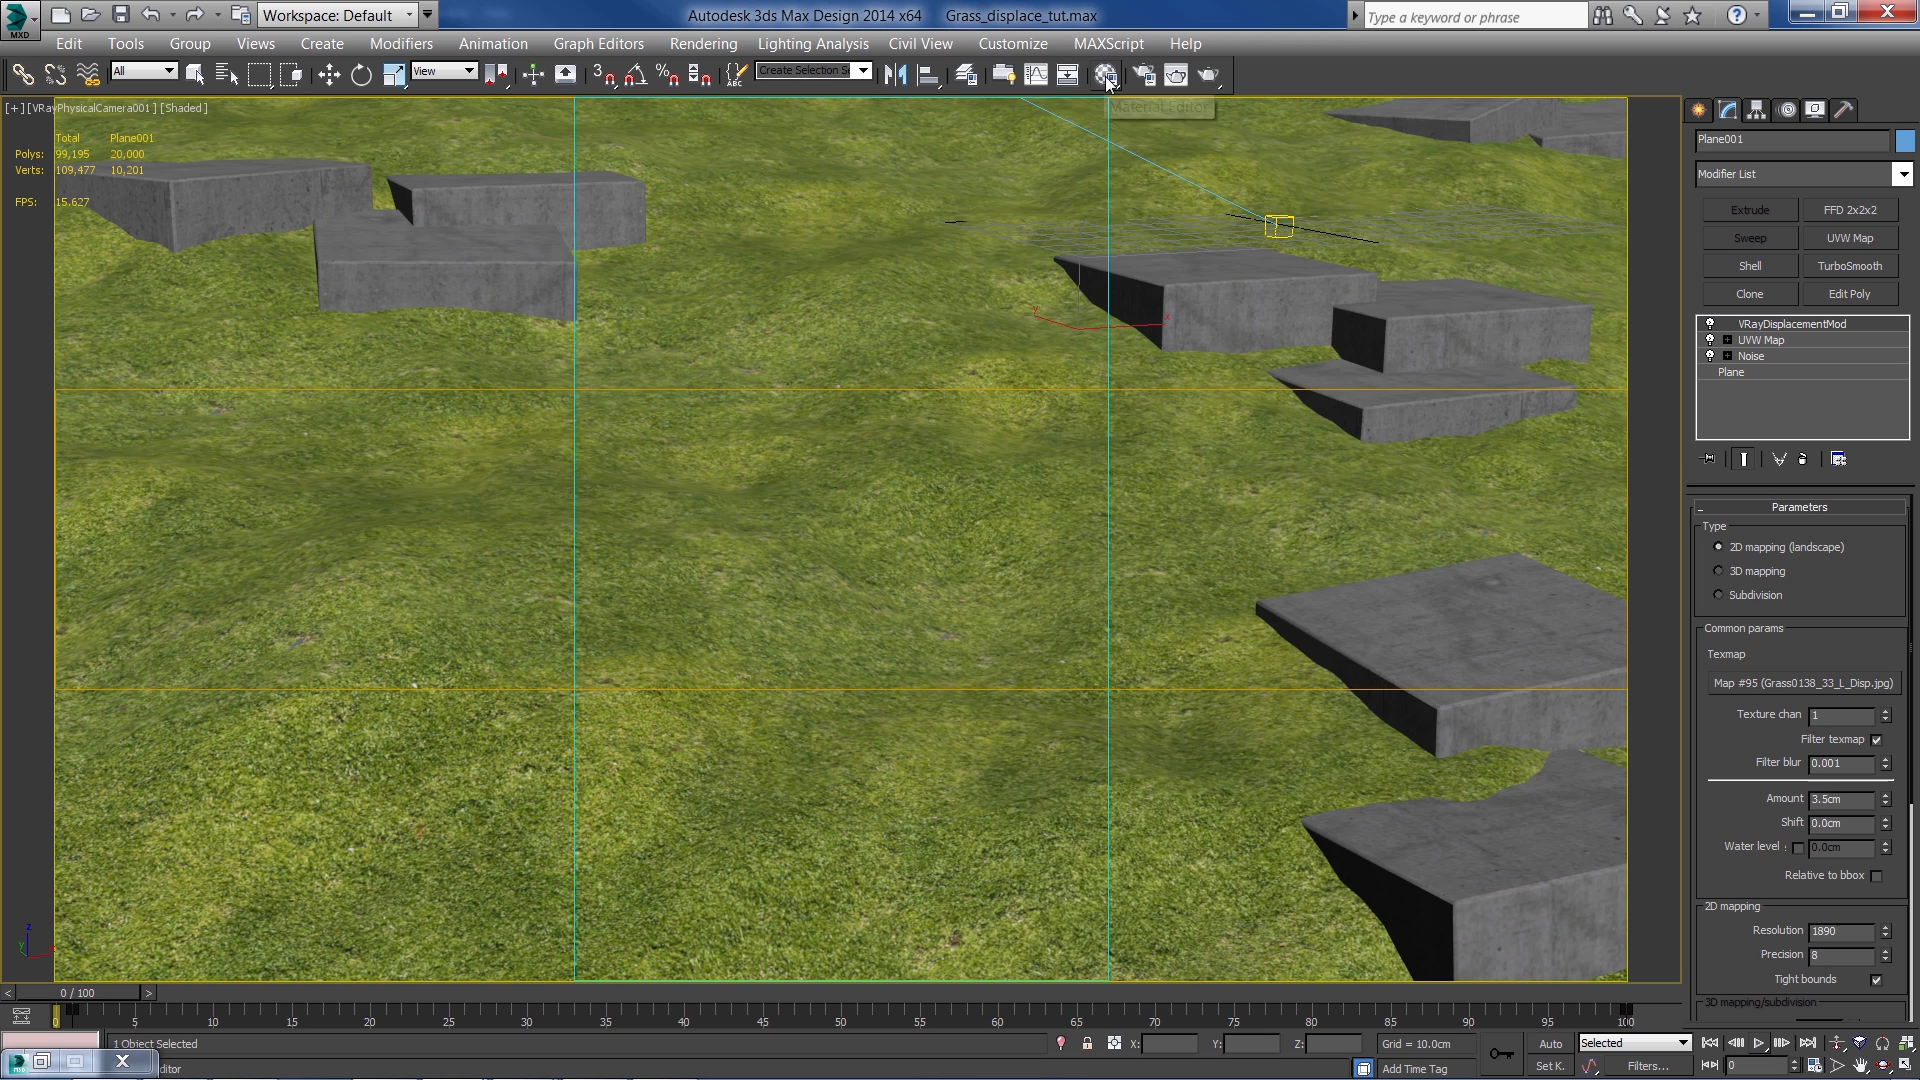 Workspace: Default
Autodesk 3ds Max Design 2014 x64 Grass_displace_tut.max
Type a keyword or phrase
MXD
Edit Tools Group Views Create Modifiers Animation Graph Editors Rendering Lighting Analysis Civil View Create Customize MAXScript Help
All
View
3
ABC
Create Selection Se
[+] [VRayPhysicalCamera001 ] [Shaded ]
Material Editor
Total Plane001
Polys: 99,195 20,000
Verts: 109,477 10,201
FPS: 15,627
Plane001
Modifier List
Extrude FFD 2x2x2
Sweep UVW Map
Shell TurboSmooth
Clone Edit Poly
VRayDisplacementMod
UVW Map
Noise
Plane
Parameters
Type
2D mapping (landscape)
3D mapping
Subdivision
Common params
Texmap
Map #95 (Grass0138_33_L_Disp.jpg)
Texture chan 1
Filter texmap
Filter blur 0.001
Amount 3.5cm
Shift 0.0cm
Water level : 0.0cm
Relative to bbox
2D mapping
Resolution 1890
Precision 8
Tight bounds
3D mapping/subdivision
x
z
y
< 0 / 100 >
0 5 10 15 20 25 30 35 40 45 50 55 60 65 70 75 80 85 90 95 100
1 Object Selected
X: Y: Z: Grid = 10.0cm
Auto Selected
ditor
Add Time Tag
Set K. Filters...
0